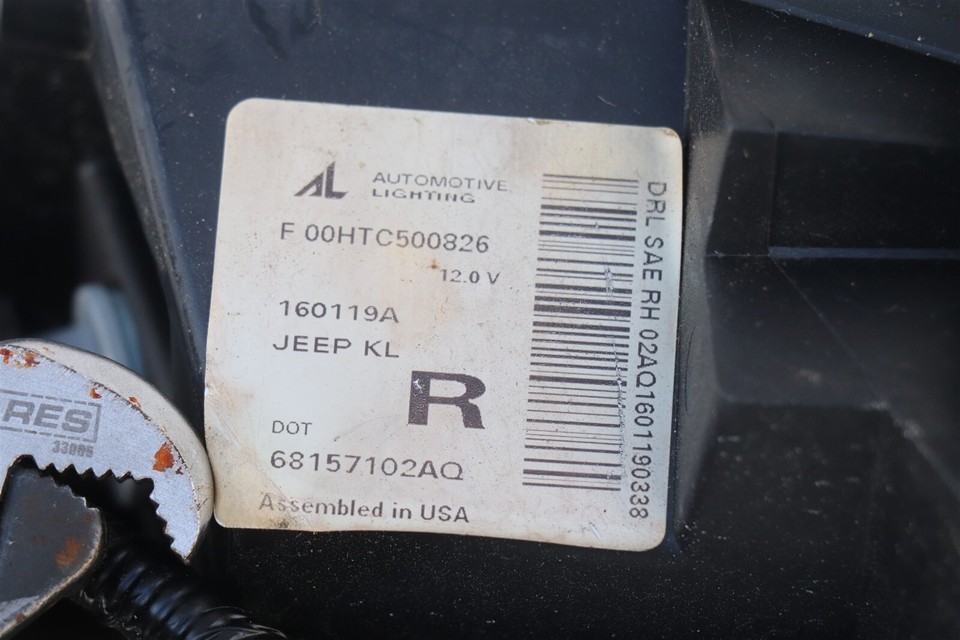 AL AUTOMOTIVE
LIGHTING
F 00HTC500826
12.0 V
160119A
JEEP KL
R
DOT
68157102AQ
Assembled in USA
DRL SAE RH 02AQ1601190338
RES